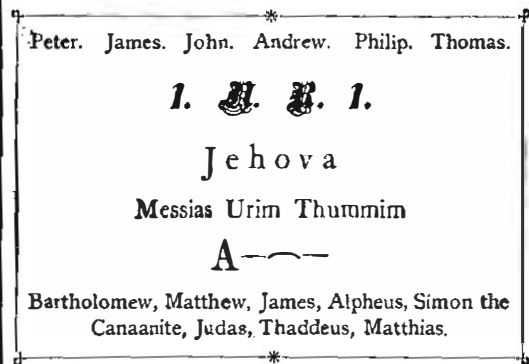 Peter. James. John. Andrew. Philip. Thomas.
I. N. R. I.
Jehova
Messias Urim Thummim
A
Bartholomew, Matthew, James, Alpheus, Simon the
Canaanite, Judas, Thaddeus, Matthias.